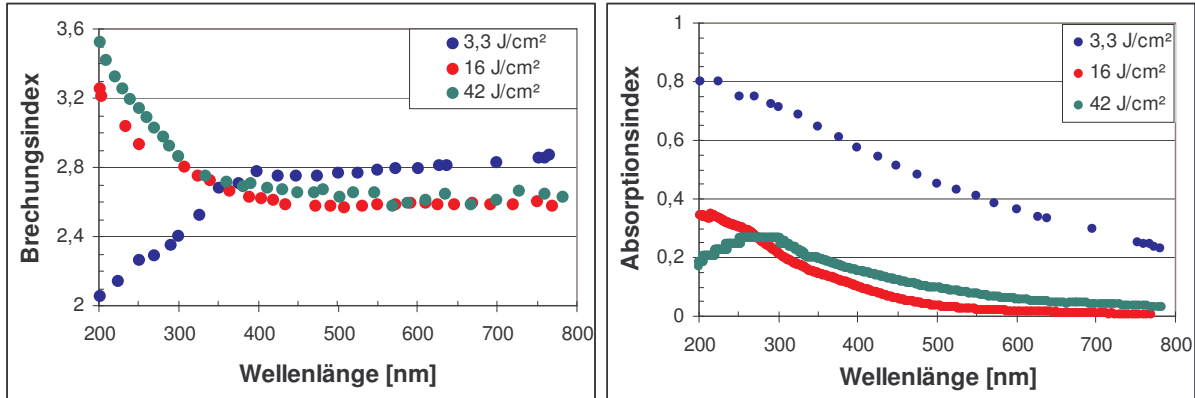 3,6
3,2
2,8
2,4
2
Brechungsindex
3,3 J/cm²
16 J/cm²
42 J/cm²
200 300 400 500 600 700 800
Wellenlänge [nm]
1
0,8
0,6
0,4
0,2
0
Absorptionsindex
3,3 J/cm²
16 J/cm²
42 J/cm²
200 300 400 500 600 700 800
Wellenlänge [nm]